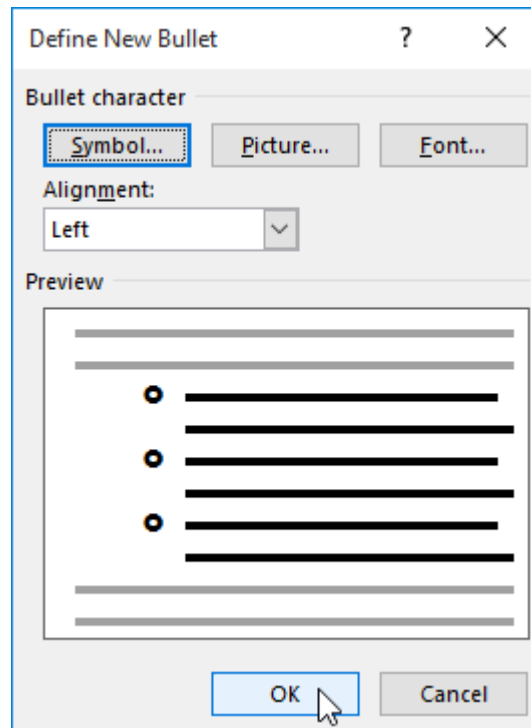 Define New Bullet ?
Bullet character
Symbol... Picture... Font...
Alignment:
Left
Preview
OK Cancel